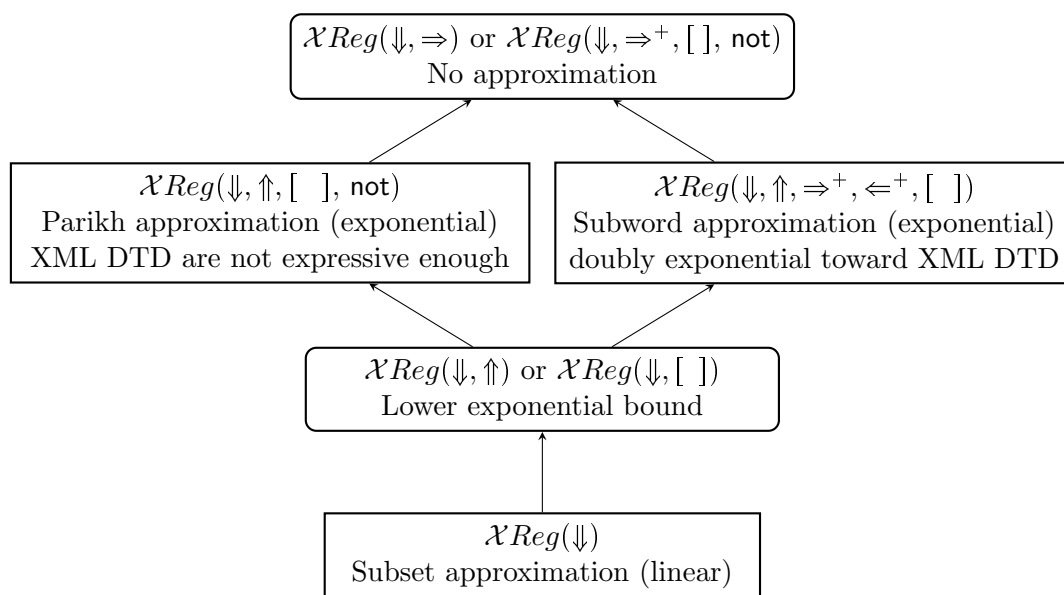 𝒳Reg(⇓, ⇒) or 𝒳Reg(⇓, ⇒⁺, [ ], not)
No approximation
𝒳Reg(⇓, ⇑, [ ], not)
Parikh approximation (exponential)
XML DTD are not expressive enough
𝒳Reg(⇓, ⇑, ⇒⁺, ⇐⁺, [ ])
Subword approximation (exponential)
doubly exponential toward XML DTD
𝒳Reg(⇓, ⇑) or 𝒳Reg(⇓, [ ])
Lower exponential bound
𝒳Reg(⇓)
Subset approximation (linear)